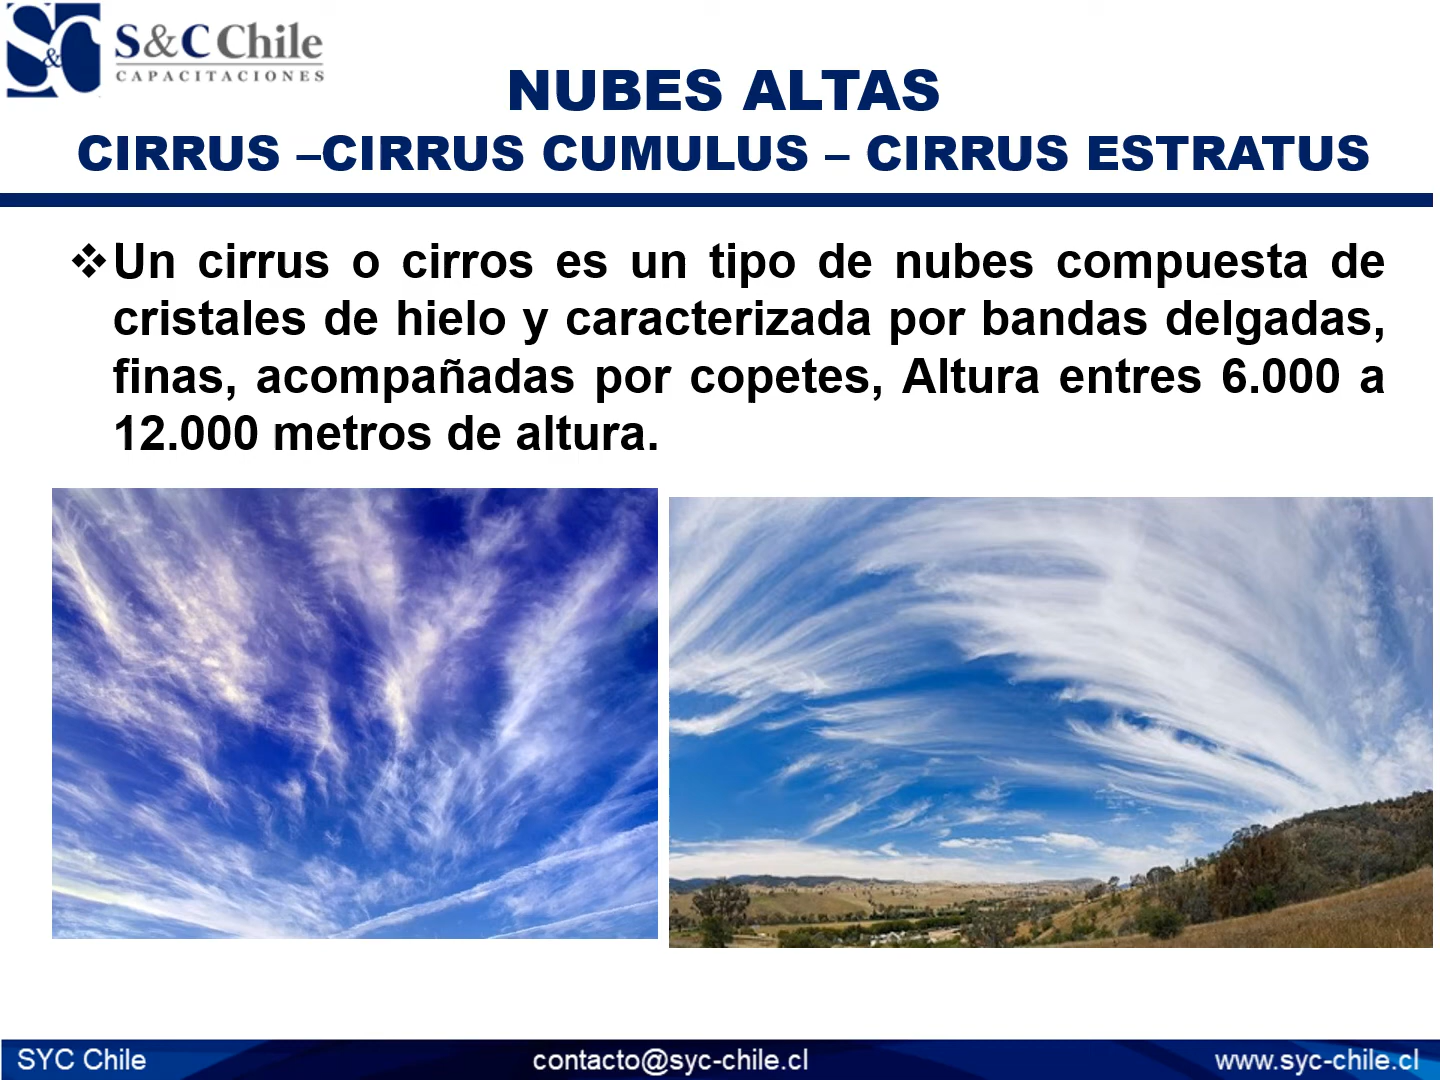 S&C
S&C Chile
CAPACITACIONES
NUBES ALTAS
CIRRUS –CIRRUS CUMULUS – CIRRUS ESTRATUS
❖Un cirrus o cirros es un tipo de nubes compuesta de
cristales de hielo y caracterizada por bandas delgadas,
finas, acompañadas por copetes, Altura entres 6.000 a
12.000 metros de altura.
SYC Chile contacto@syc-chile.cl www.syc-chile.cl